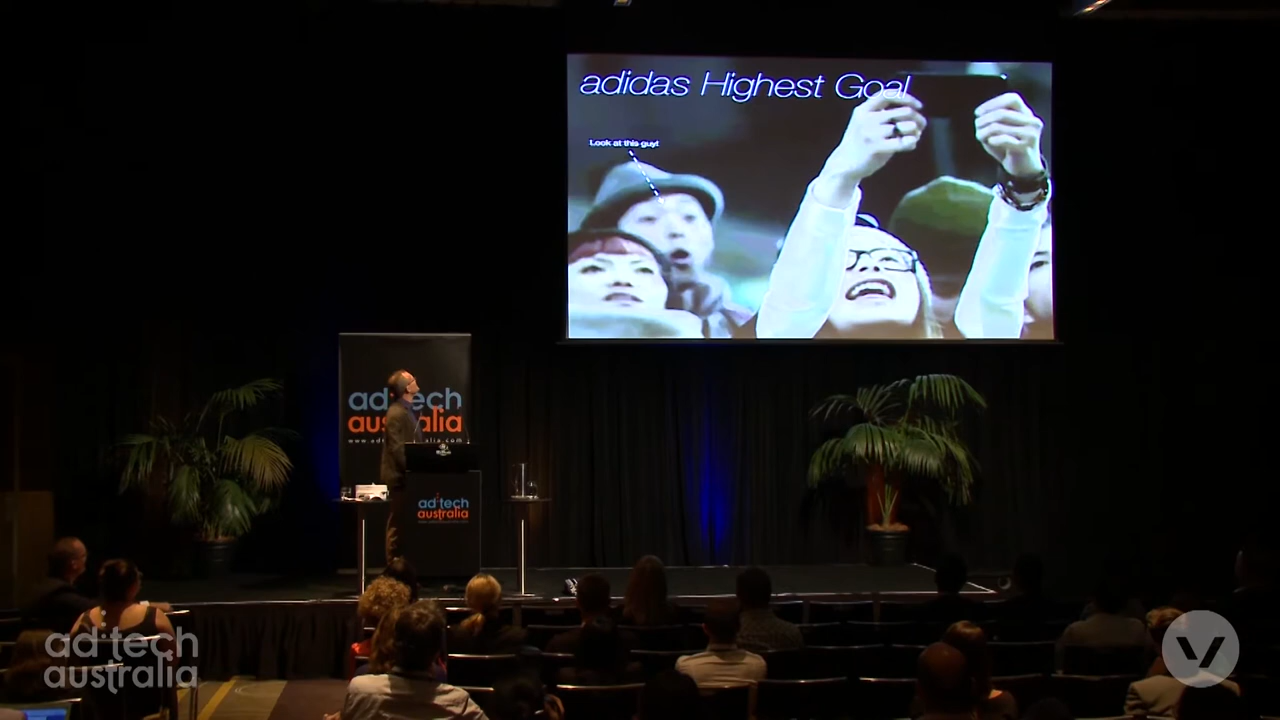 adidas Highest Goal
Look at this guy!
ad:tech
australia
ad:tech
australia
ad:tech
australia